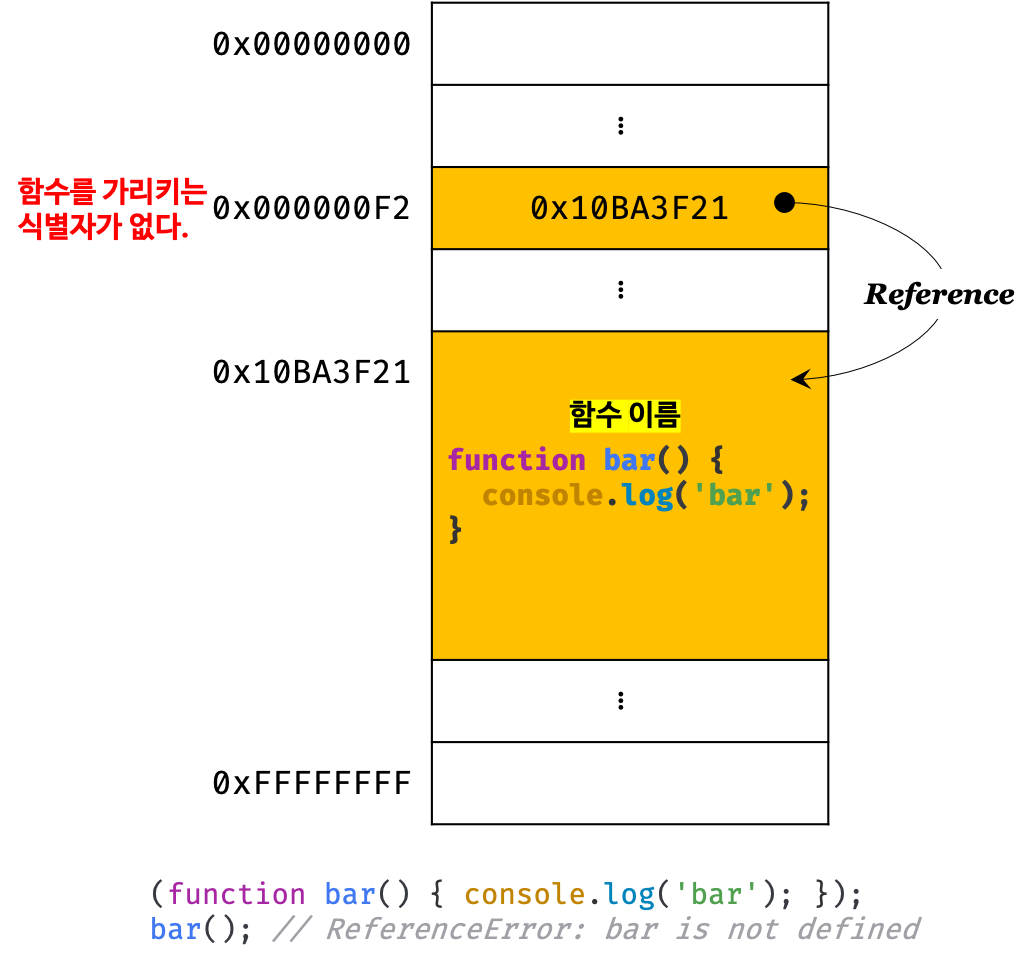 0x00000000
⋮
함수를 가리키는
식별자가 없다.
0x000000F2
0x10BA3F21
⋮
Reference
0x10BA3F21
함수 이름
function bar() {
  console.log('bar');
}
⋮
0xFFFFFFFF
(function bar() { console.log('bar'); });
bar(); // ReferenceError: bar is not defined